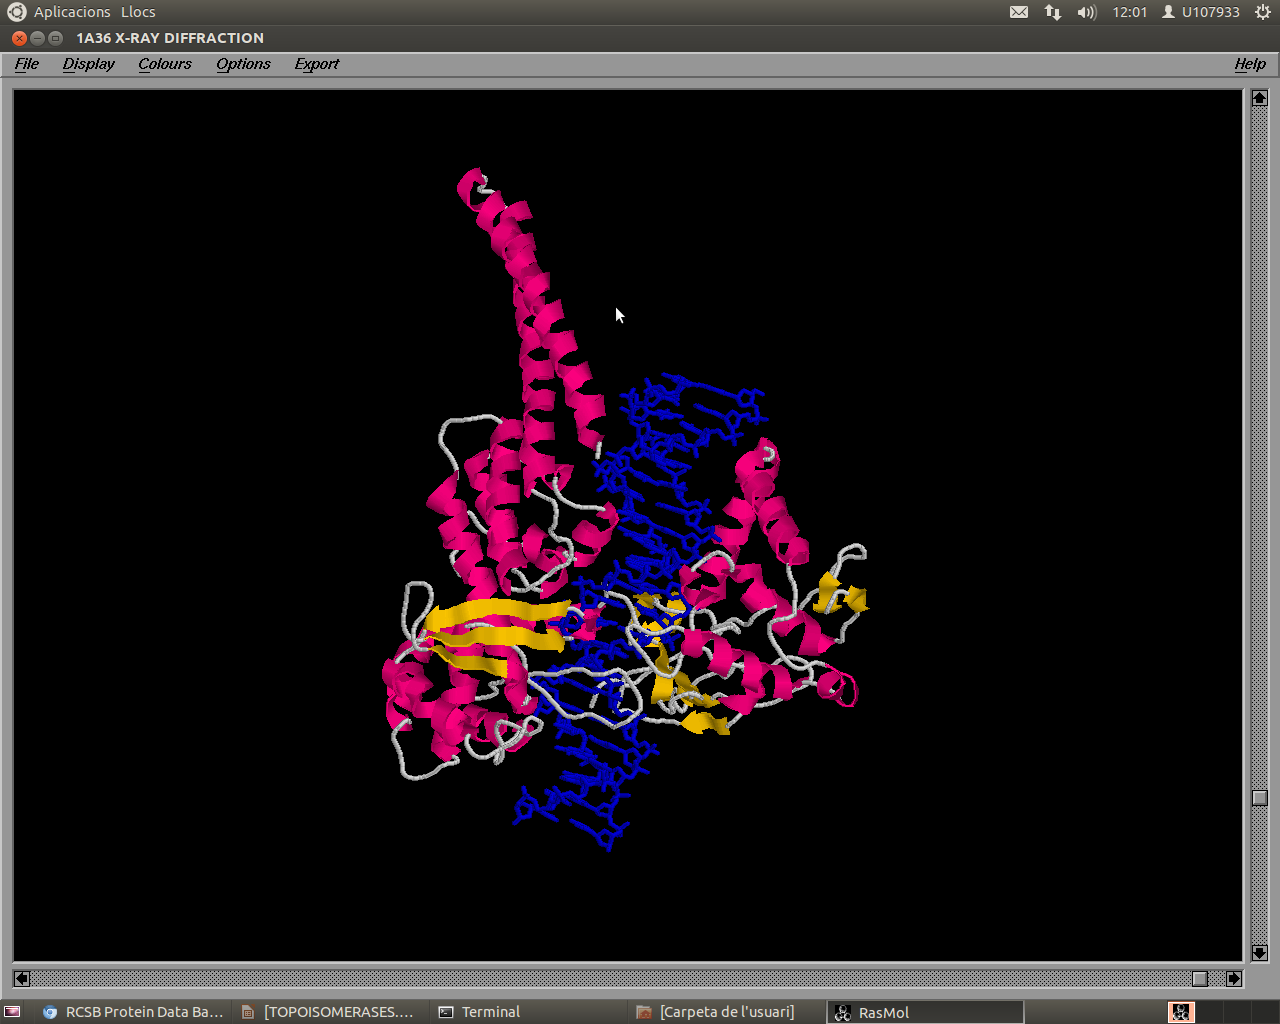 Aplicacions Llocs 12:01 U107933
1A36 X-RAY DIFFRACTION
File Display Colours Options Export Help
RCSB Protein Data Ba... [TOPOISOMERASES.... Terminal [Carpeta de l'usuari] RasMol